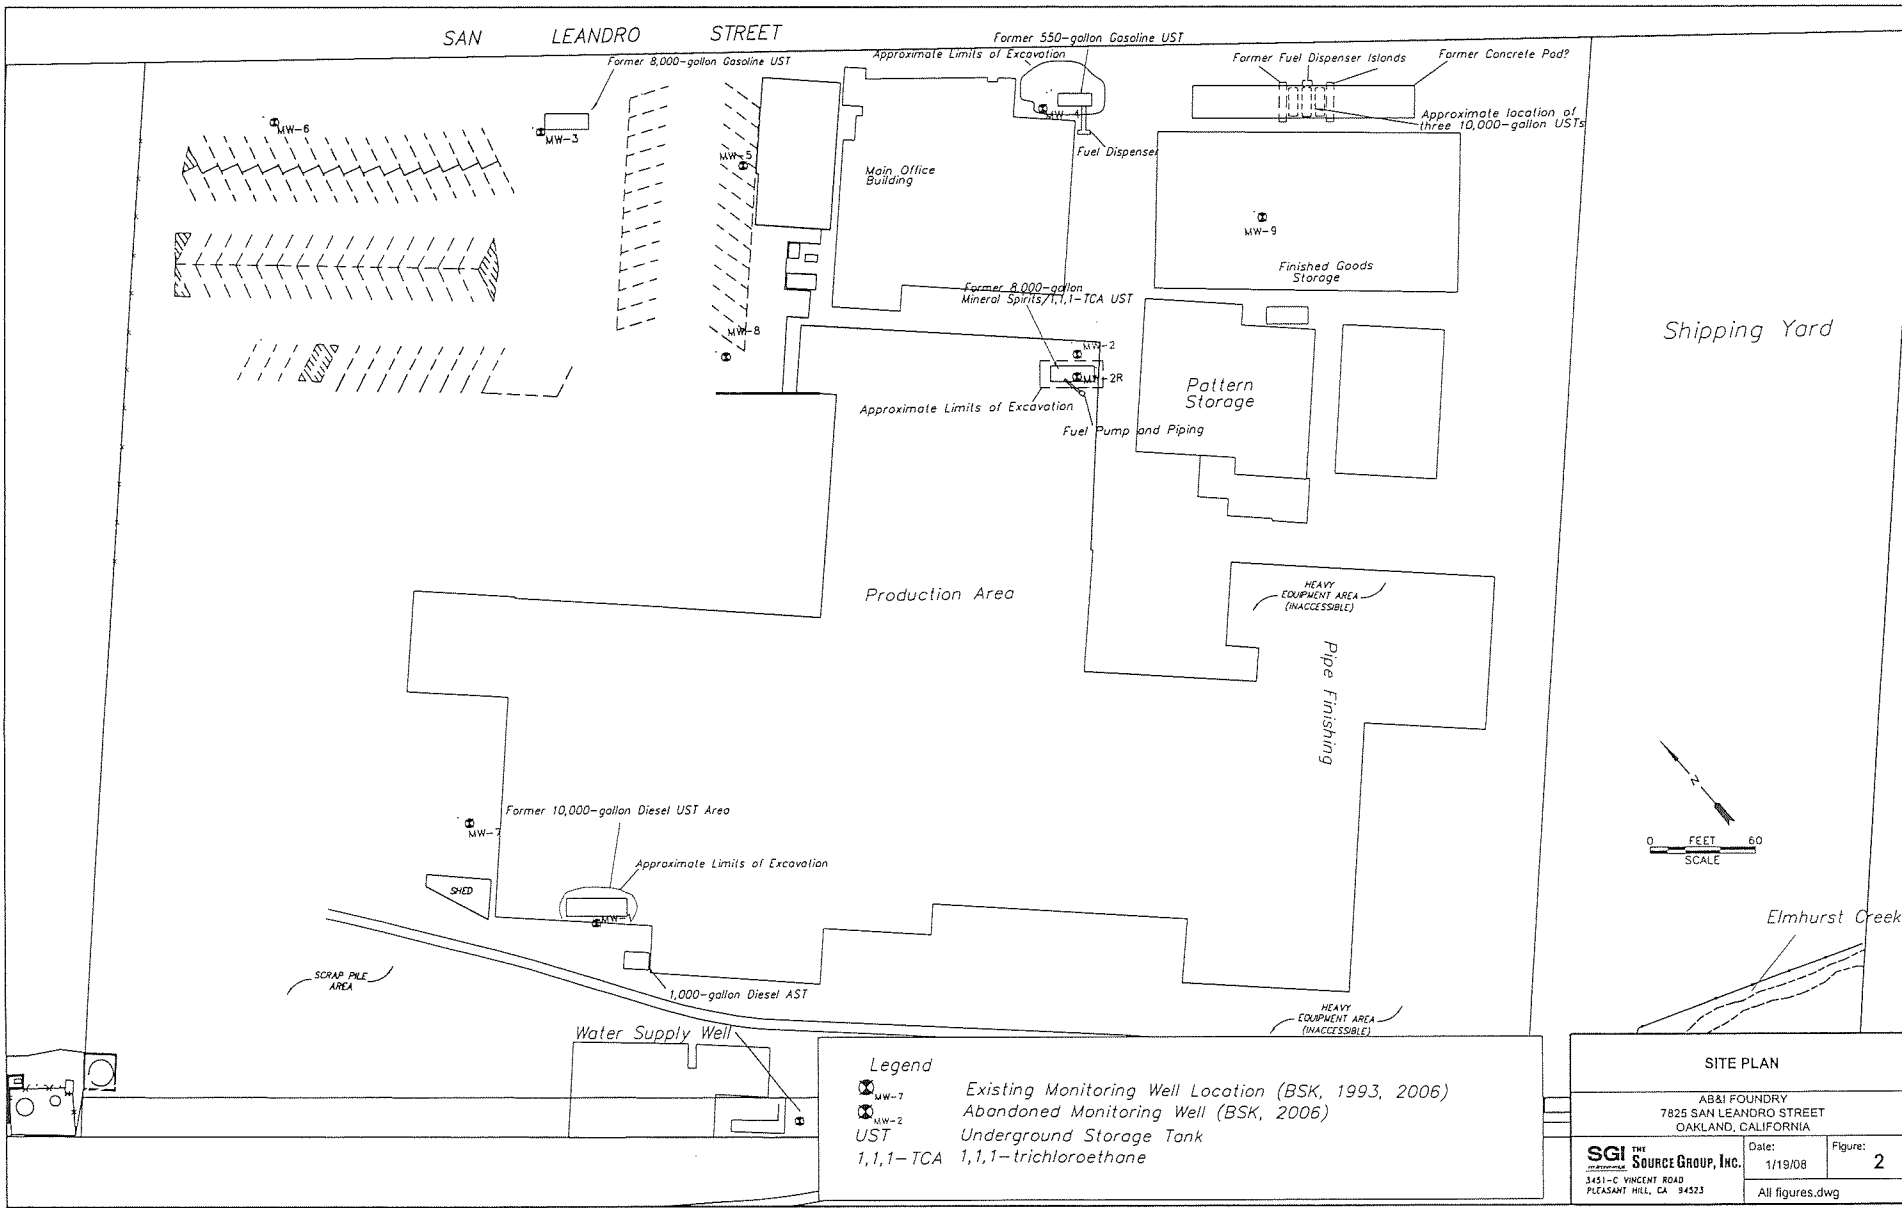 SAN LEANDRO STREET
Former 550-gallon Gasoline UST
Approximate Limits of Excavation
Former 8,000-gallon Gasoline UST
Former Fuel Dispenser Islands
Former Concrete Pad?
MW-6
MW-3
MW-5
MW-4
Approximate location of
three 10,000-gallon USTs
Fuel Dispenser
Main Office
Building
MW-9
Finished Goods
Storage
Former 8,000-gallon
Mineral Spirits/1,1,1-TCA UST
MW-8
MW-2
MW-2R
Shipping Yard
Pattern
Storage
Approximate Limits of Excavation
Fuel Pump and Piping
Production Area
HEAVY
EQUIPMENT AREA
(INACCESSIBLE)
Pipe Finishing
N
0 FEET 60
SCALE
Former 10,000-gallon Diesel UST Area
MW-7
Approximate Limits of Excavation
SHED
MW-1
Elmhurst Creek
SCRAP PILE
AREA
1,000-gallon Diesel AST
HEAVY
EQUIPMENT AREA
(INACCESSIBLE)
Water Supply Well
Legend
MW-7 Existing Monitoring Well Location (BSK, 1993, 2006)
MW-2 Abandoned Monitoring Well (BSK, 2006)
UST Underground Storage Tank
1,1,1-TCA 1,1,1-trichloroethane
SITE PLAN
AB&I FOUNDRY
7825 SAN LEANDRO STREET
OAKLAND, CALIFORNIA
SGI THE SOURCE GROUP, INC.
3451-C VINCENT ROAD
PLEASANT HILL, CA 94523
Date:
1/19/08
Figure:
2
All figures.dwg